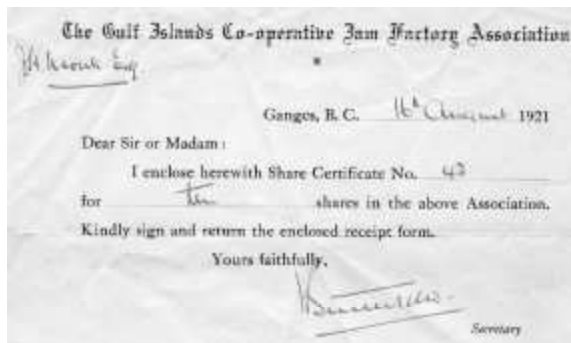 The Gulf Islands Co-operative Jam Factory Association
Esq
Ganges, B. C. 16th August 1921
Dear Sir or Madam:
I enclose herewith Share Certificate No. 43
for ten shares in the above Association.
Kindly sign and return the enclosed receipt form.
Yours faithfully,
Secretary